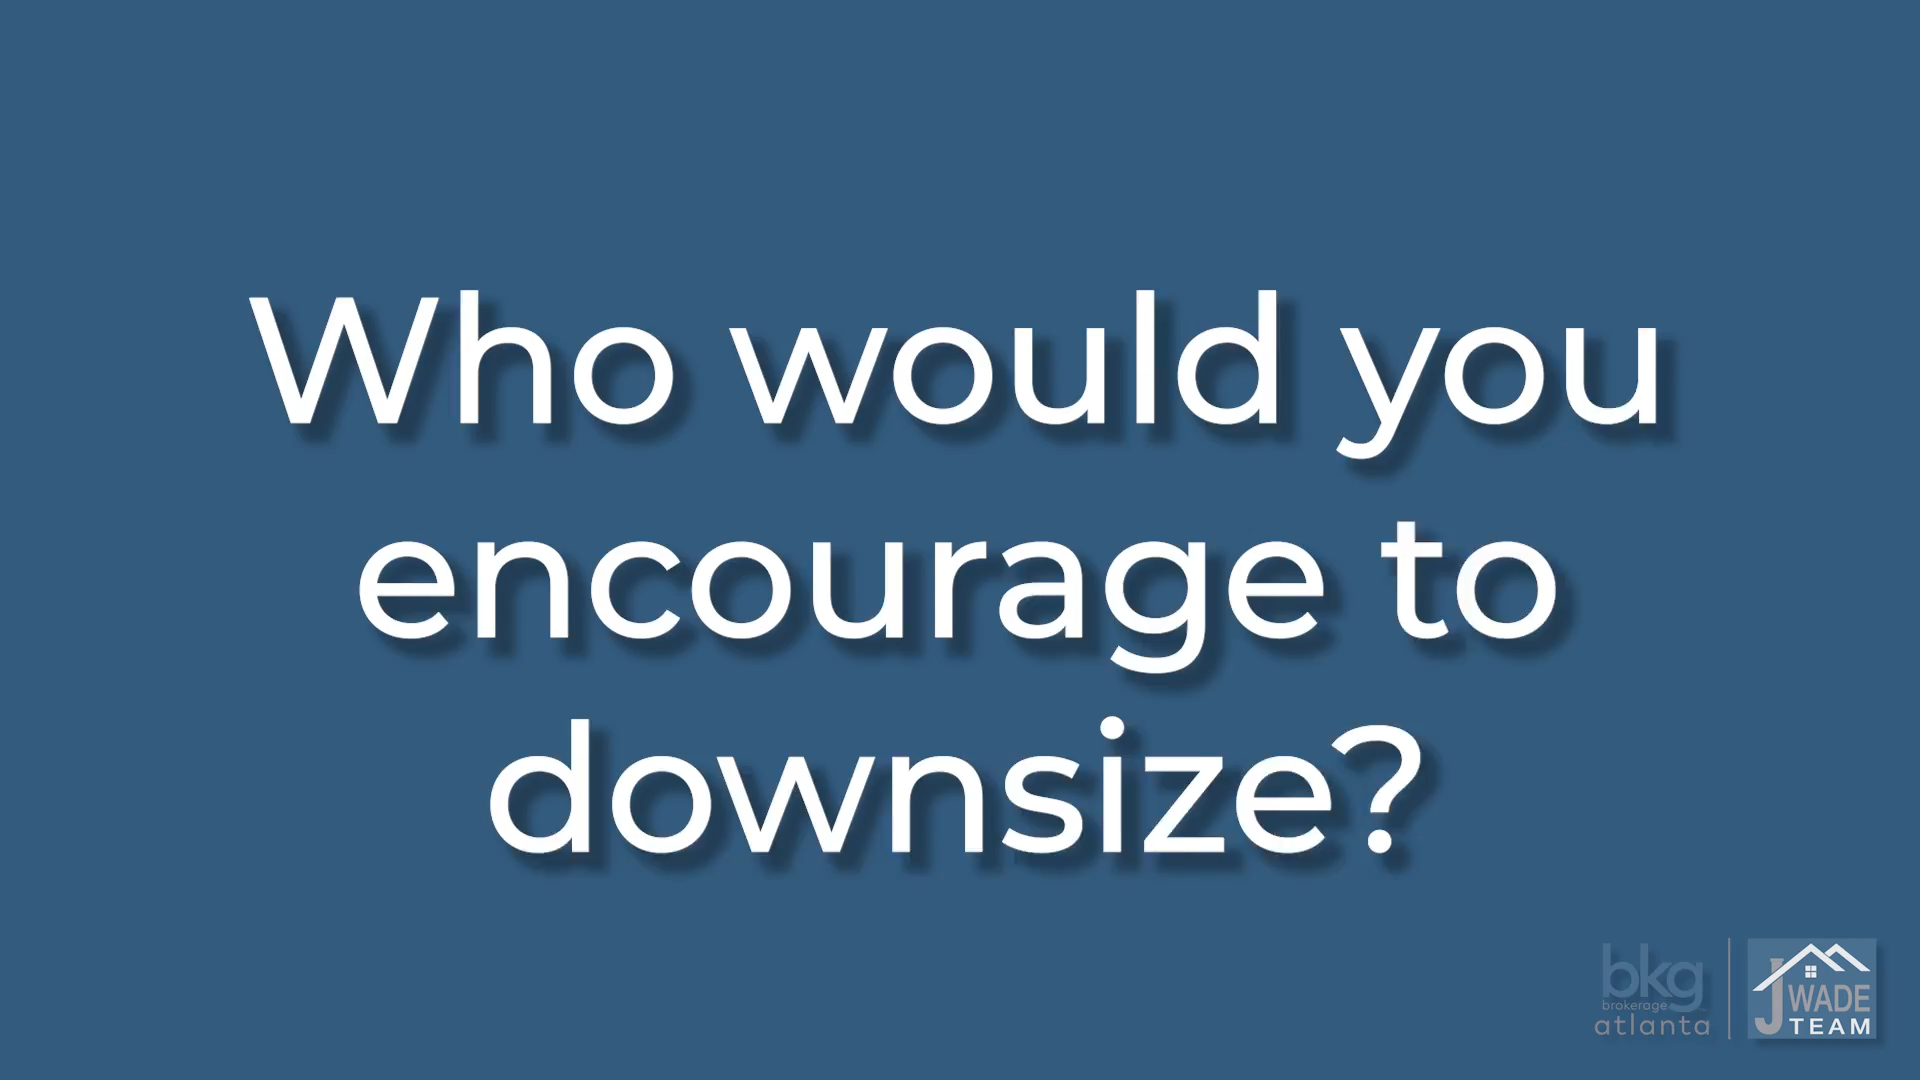 Who would you
encourage to
downsize?
bkg
brokerage
atlanta
J WADE
TEAM